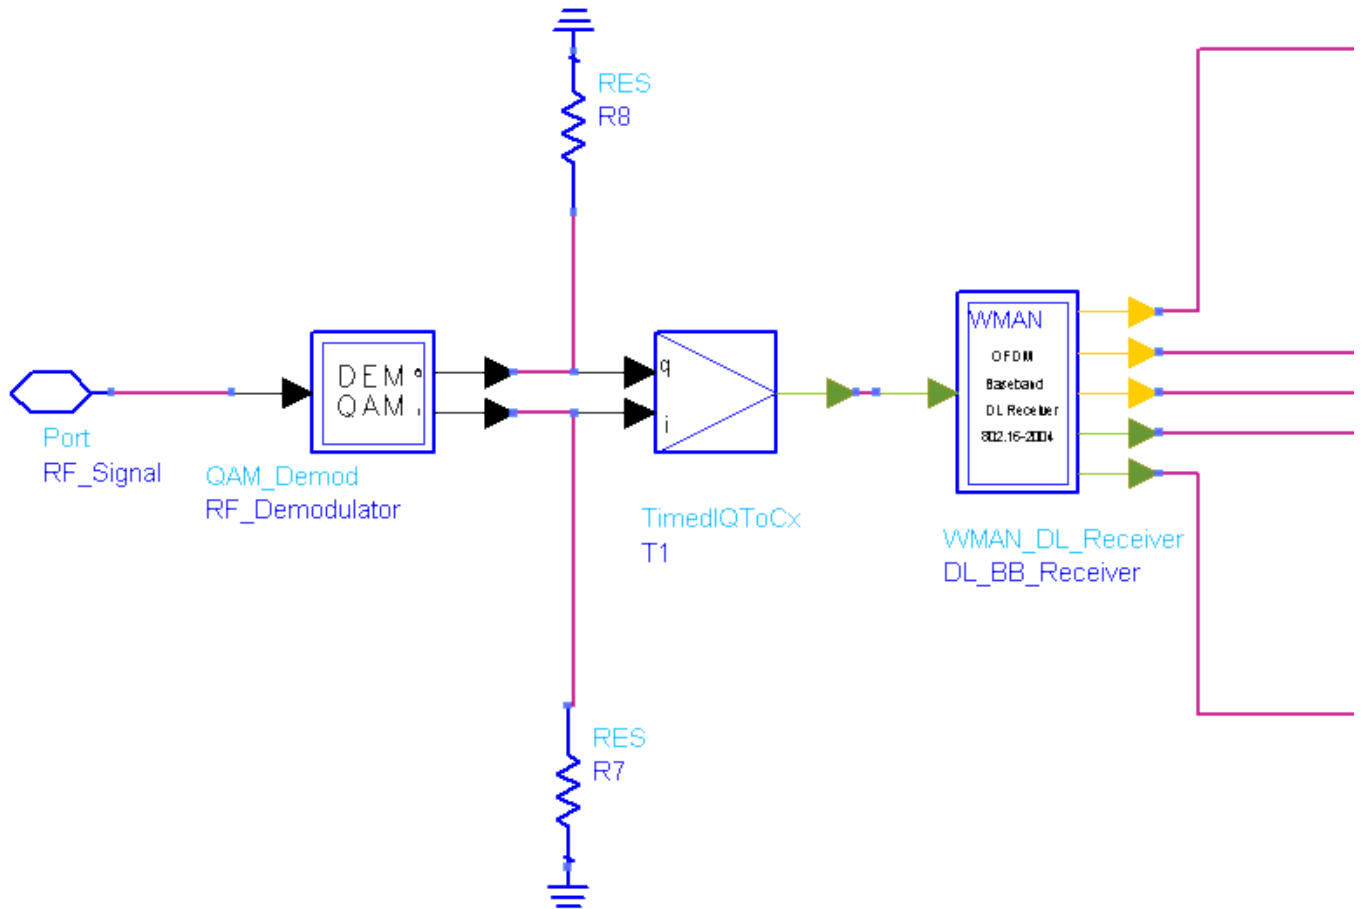 RES
R8
DEM Q
QAM I
q
i
WMAN
OFDM
Baseband
DL Receiver
802.16-2004
Port
RF_Signal
QAM_Demod
RF_Demodulator
TimedIQToCx
T1
WMAN_DL_Receiver
DL_BB_Receiver
RES
R7